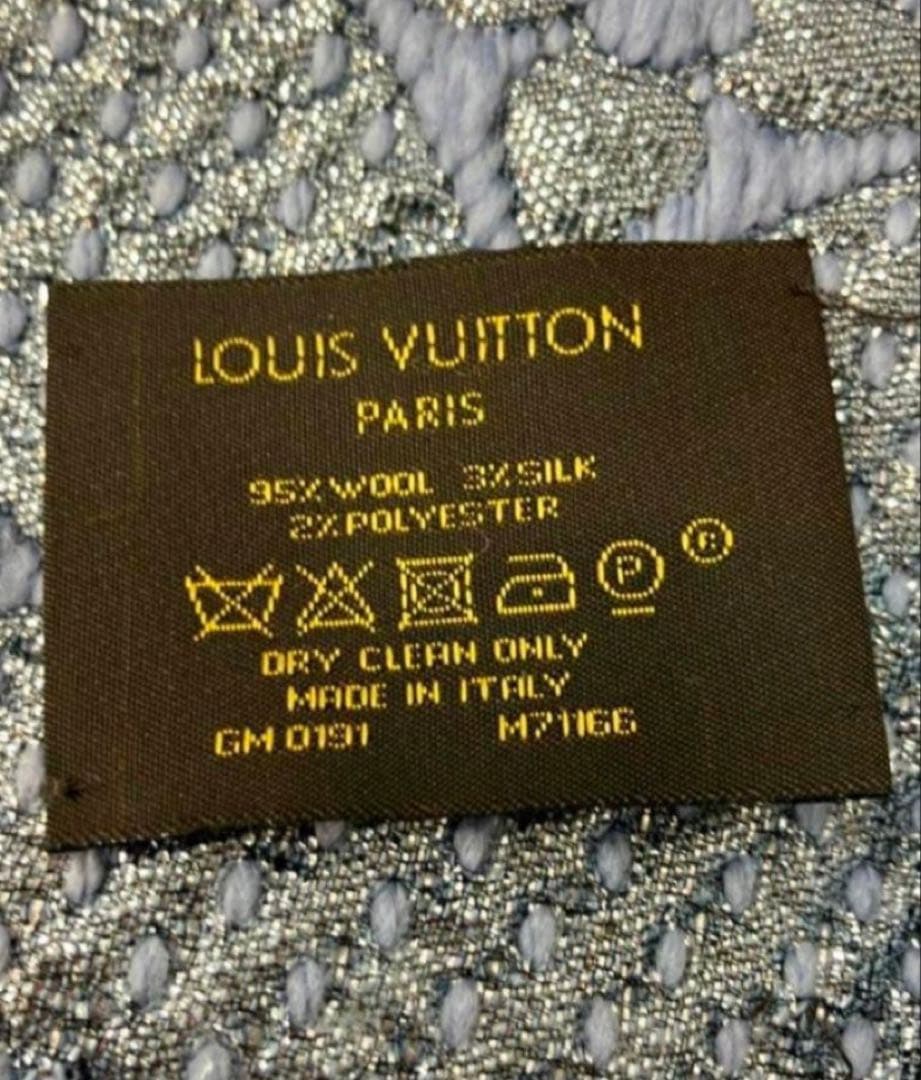 LOUIS VUITTON
PARIS
95% WOOL 3% SILK
2% POLYESTER
P
®
DRY CLEAN ONLY
MADE IN ITALY
GM 0191 M71166